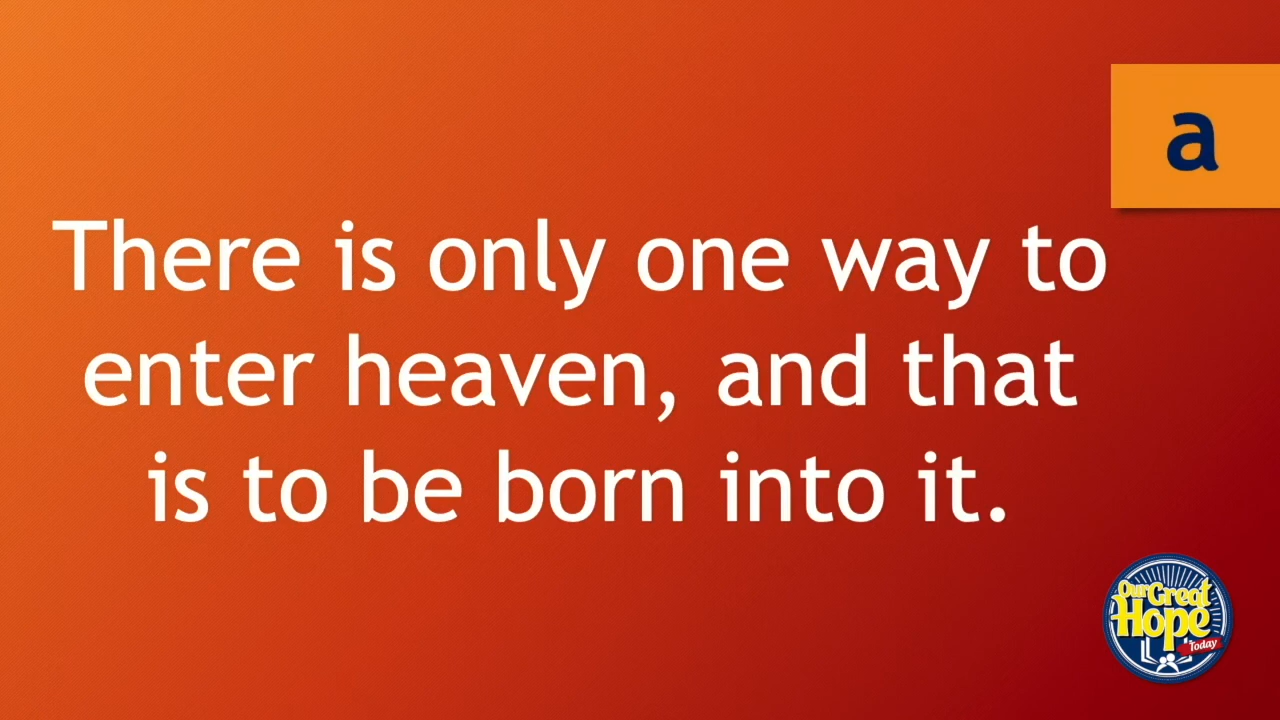 a
There is only one way to
enter heaven, and that
is to be born into it.
Our Great
Hope
Today